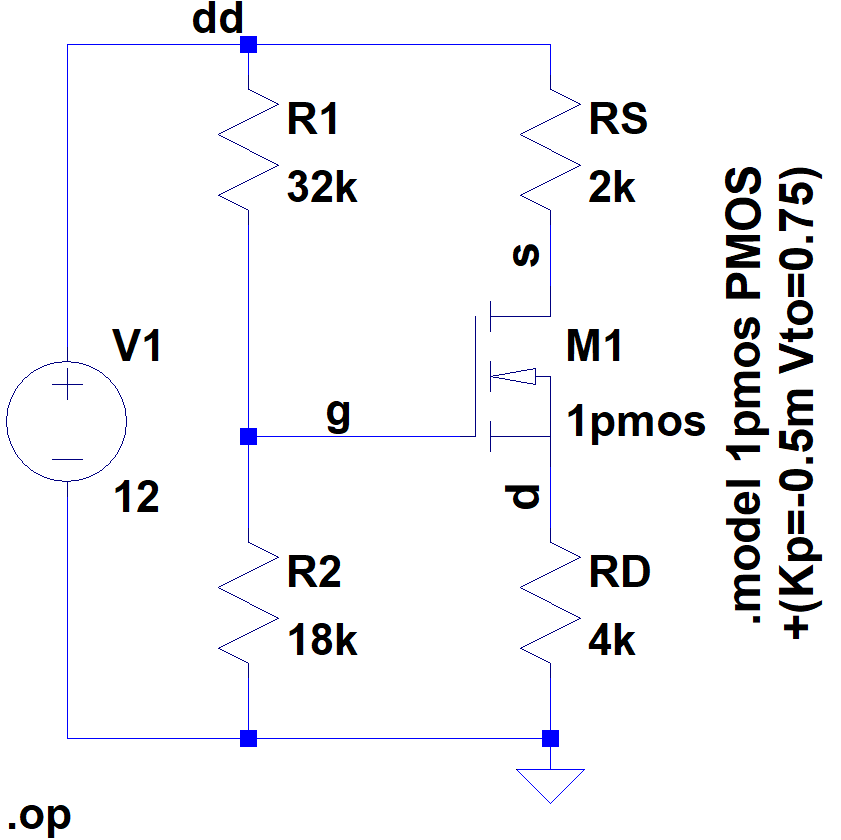 dd
R1
32k
RS
2k
s
V1
12
M1
1pmos
g
d
R2
18k
RD
4k
.model 1pmos PMOS
+(Kp=-0.5m Vto=0.75)
.op